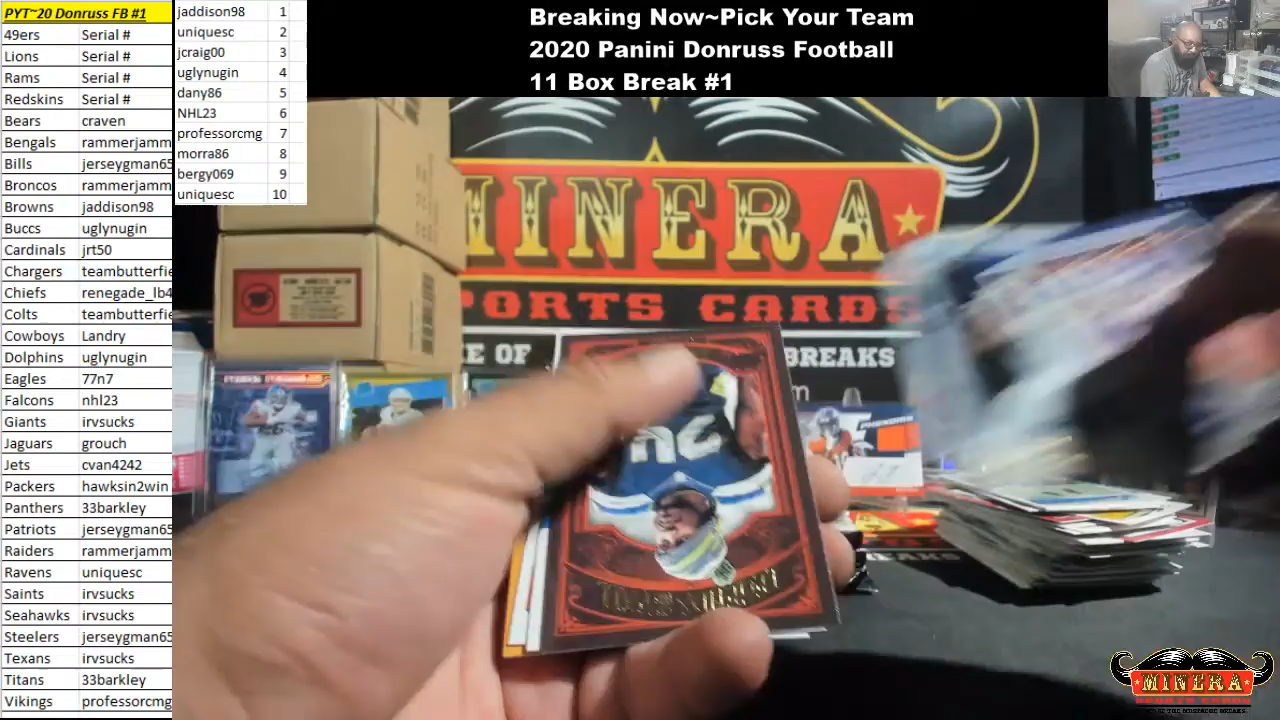 PYT~20 Donruss FB #1
49ers Serial #
Lions Serial #
Rams Serial #
Redskins Serial #
Bears craven
Bengals rammerjamm
Bills jerseygman65
Broncos rammerjamm
Browns jaddison98
Buccs uglynugin
Cardinals jrt50
Chargers teambutterfie
Chiefs renegade_lb4
Colts teambutterfie
Cowboys Landry
Dolphins uglynugin
Eagles 77n7
Falcons nhl23
Giants irvsucks
Jaguars grouch
Jets cvan4242
Packers hawksin2win
Panthers 33barkley
Patriots jerseygman65
Raiders rammerjamm
Ravens uniquesc
Saints irvsucks
Seahawks irvsucks
Steelers jerseygman65
Texans irvsucks
Titans 33barkley
Vikings professorcmg
jaddison98 1
uniquesc 2
jcraig00 3
uglynugin 4
dany86 5
NHL23 6
professorcmg 7
morra86 8
bergy069 9
uniquesc 10
Breaking Now~Pick Your Team
2020 Panini Donruss Football
11 Box Break #1
MINERA
SPORTS CARDS
E OF BREAKS
PHENOMS
MINERA
SPORTS CARDS